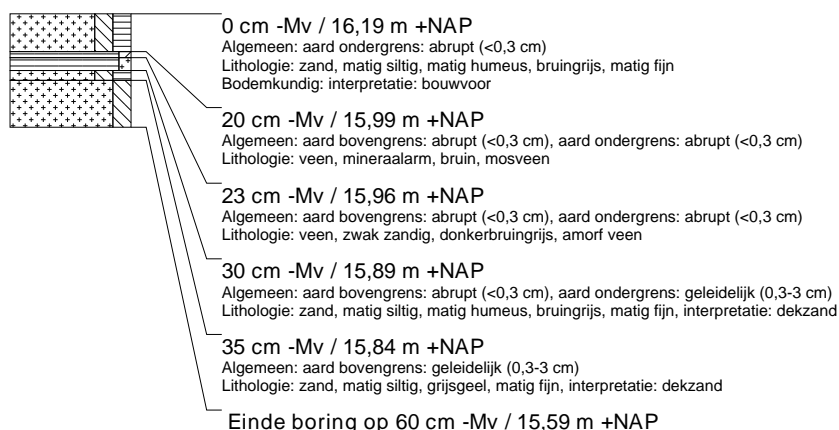 0 cm -Mv / 16,19 m +NAP
Algemeen: aard ondergrens: abrupt (<0,3 cm)
Lithologie: zand, matig siltig, matig humeus, bruingrijs, matig fijn
Bodemkundig: interpretatie: bouwvoor
20 cm -Mv / 15,99 m +NAP
Algemeen: aard bovengrens: abrupt (<0,3 cm), aard ondergrens: abrupt (<0,3 cm)
Lithologie: veen, mineraalarm, bruin, mosveen
23 cm -Mv / 15,96 m +NAP
Algemeen: aard bovengrens: abrupt (<0,3 cm), aard ondergrens: abrupt (<0,3 cm)
Lithologie: veen, zwak zandig, donkerbruingrijs, amorf veen
30 cm -Mv / 15,89 m +NAP
Algemeen: aard bovengrens: abrupt (<0,3 cm), aard ondergrens: geleidelijk (0,3-3 cm)
Lithologie: zand, matig siltig, matig humeus, bruingrijs, matig fijn, interpretatie: dekzand
35 cm -Mv / 15,84 m +NAP
Algemeen: aard bovengrens: geleidelijk (0,3-3 cm)
Lithologie: zand, matig siltig, grijsgeel, matig fijn, interpretatie: dekzand
Einde boring op 60 cm -Mv / 15,59 m +NAP